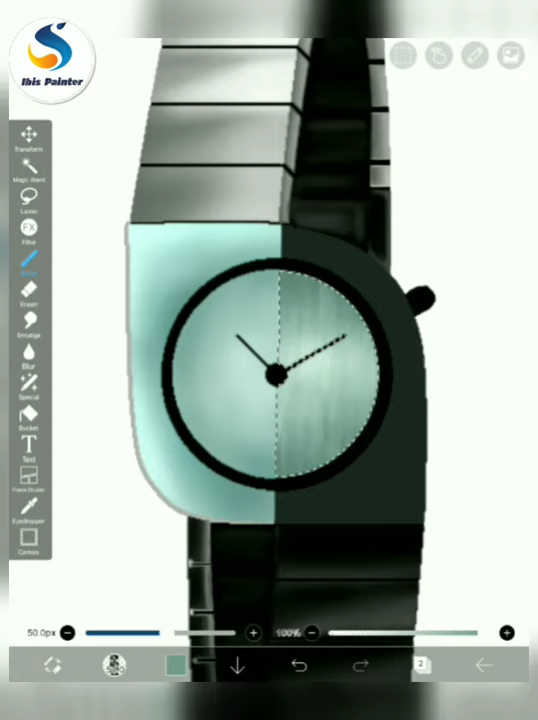 Ibis Painter
Transform
Magic Wand
Lasso
FX
Filter
Eraser
Smudge
Blur
Special
Bucket
T
Text
Frame Divider
Eyedropper
Canvas
50.0px
100%
2